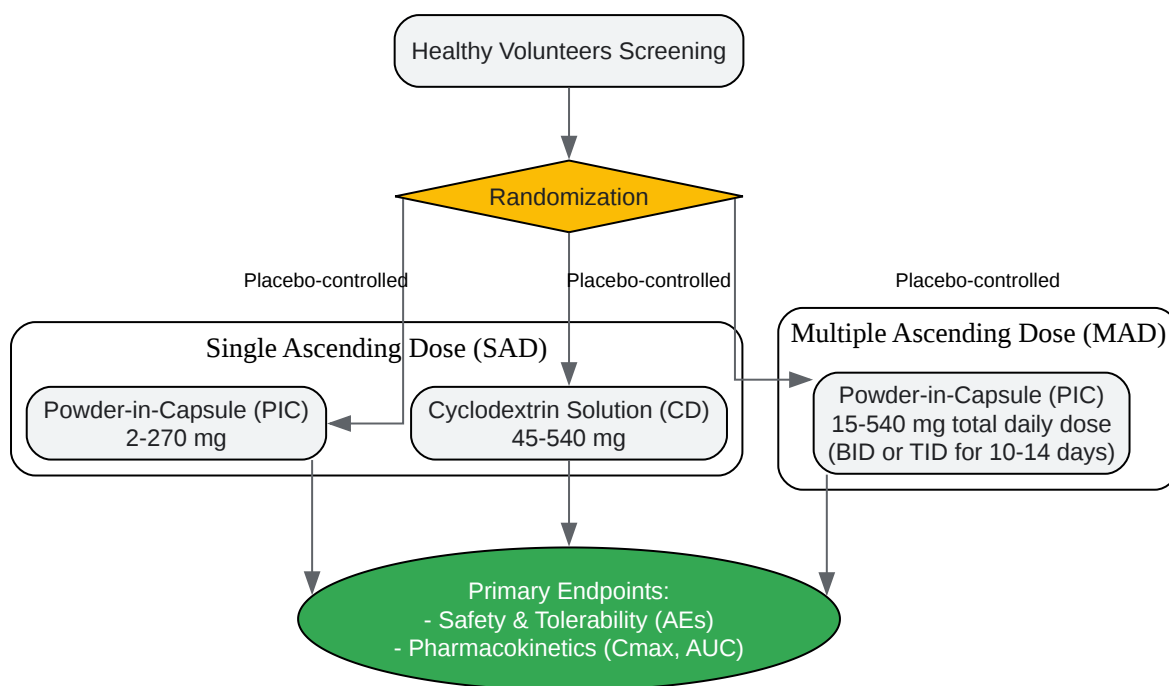 Healthy Volunteers Screening
Randomization
Placebo-controlled
Placebo-controlled
Placebo-controlled
Single Ascending Dose (SAD)
Multiple Ascending Dose (MAD)
Powder-in-Capsule (PIC)
2-270 mg
Cyclodextrin Solution (CD)
45-540 mg
Powder-in-Capsule (PIC)
15-540 mg total daily dose
(BID or TID for 10-14 days)
Primary Endpoints:
- Safety & Tolerability (AEs)
- Pharmacokinetics (Cmax, AUC)